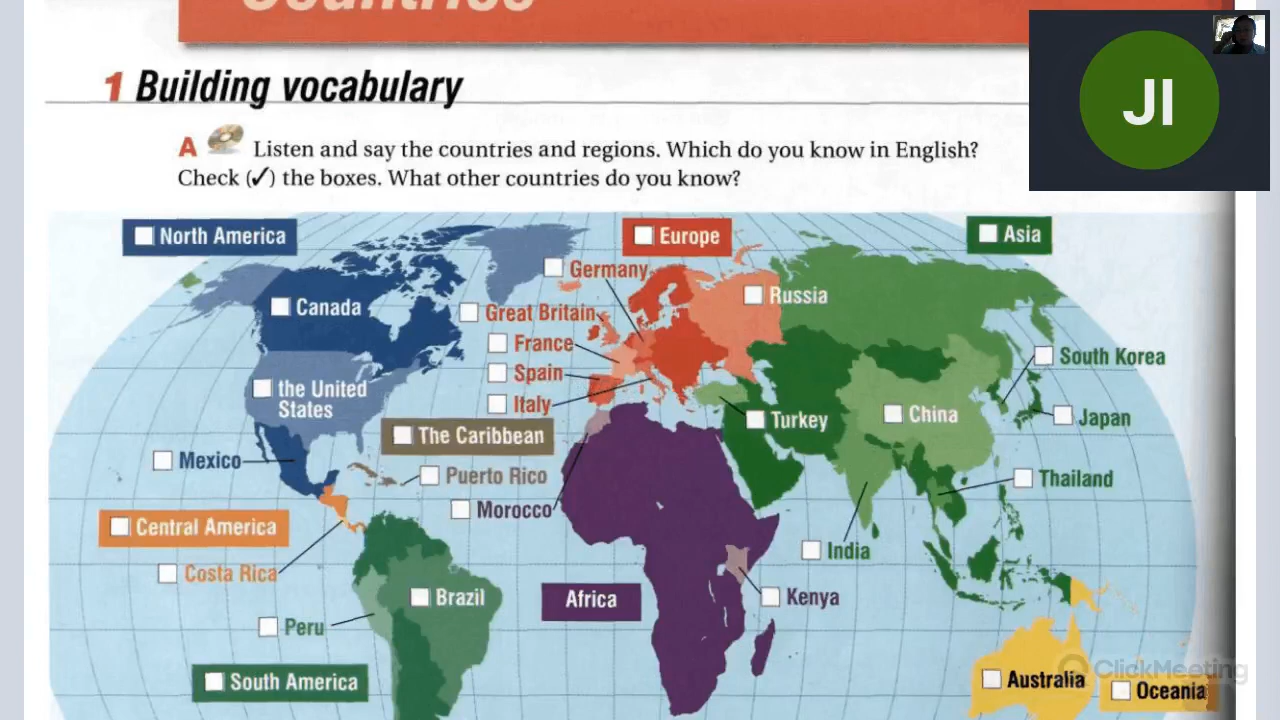 Countries
1 Building vocabulary
A Listen and say the countries and regions. Which do you know in English?
Check (✓) the boxes. What other countries do you know?
JI
North America
Europe
Asia
Germany
Canada
Great Britain
Russia
France
South Korea
Spain
the United
States
Italy
China
Japan
Turkey
The Caribbean
Mexico
Puerto Rico
Thailand
Morocco
Central America
India
Costa Rica
Brazil
Africa
Kenya
Peru
South America
Australia
Oceania
ClickMeeting